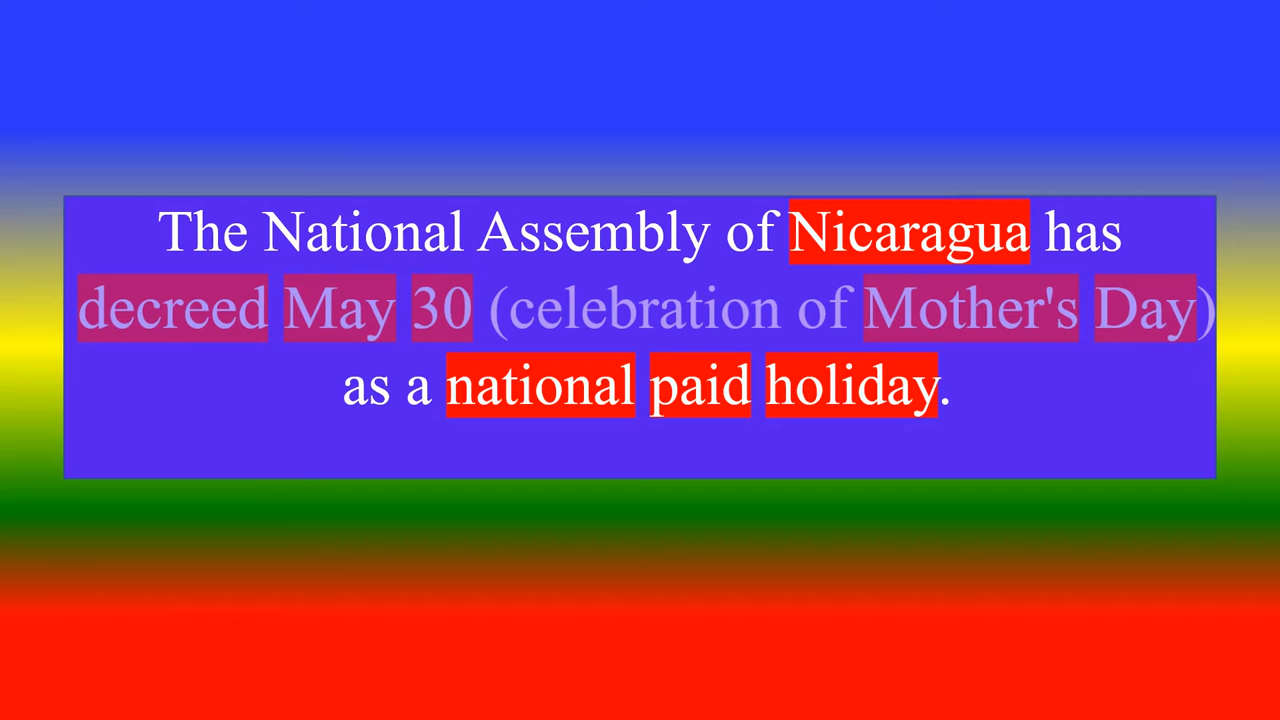 The National Assembly of Nicaragua has
decreed May 30 (celebration of Mother's Day)
as a national paid holiday.